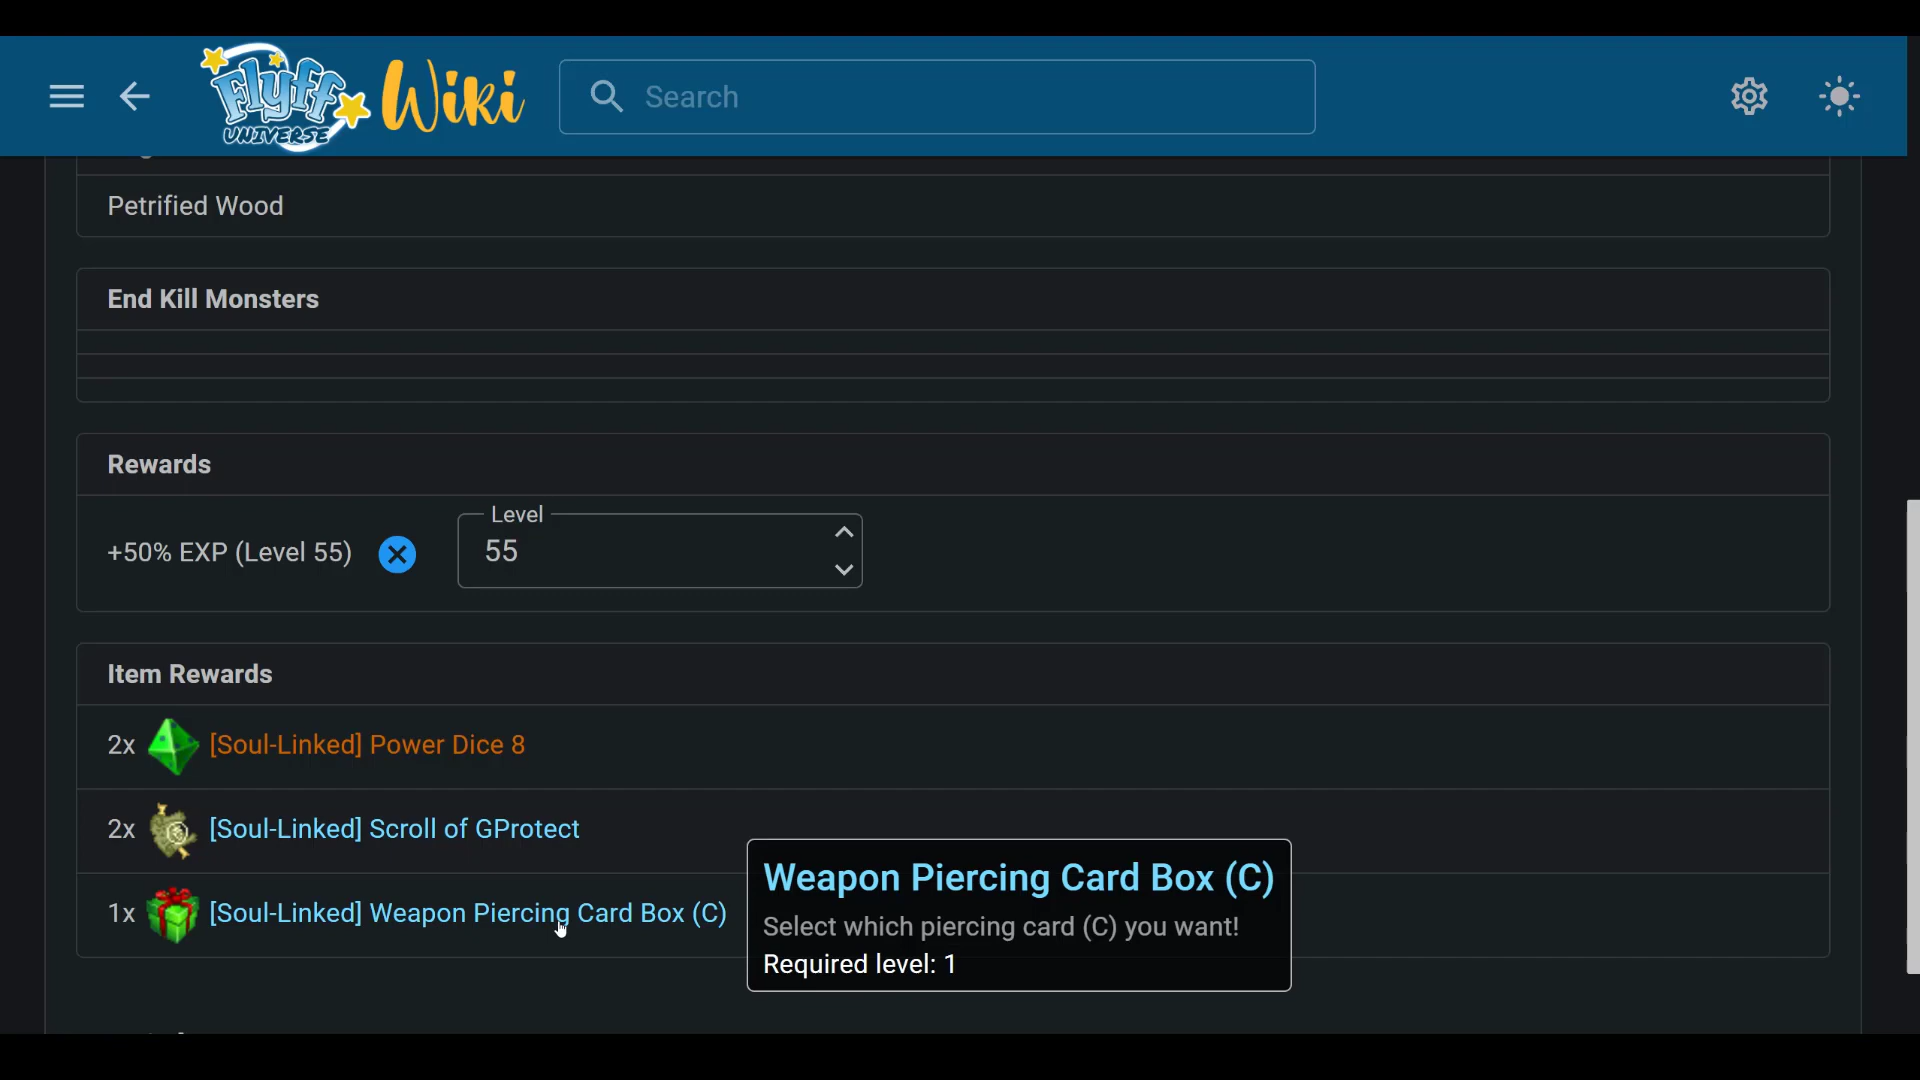 Flyff UNIVERSE Wiki
Search
Petrified Wood
End Kill Monsters
Rewards
Level
+50% EXP (Level 55)
55
Item Rewards
2x [Soul-Linked] Power Dice 8
2x [Soul-Linked] Scroll of GProtect
1x [Soul-Linked] Weapon Piercing Card Box (C)
Weapon Piercing Card Box (C)
Select which piercing card (C) you want!
Required level: 1